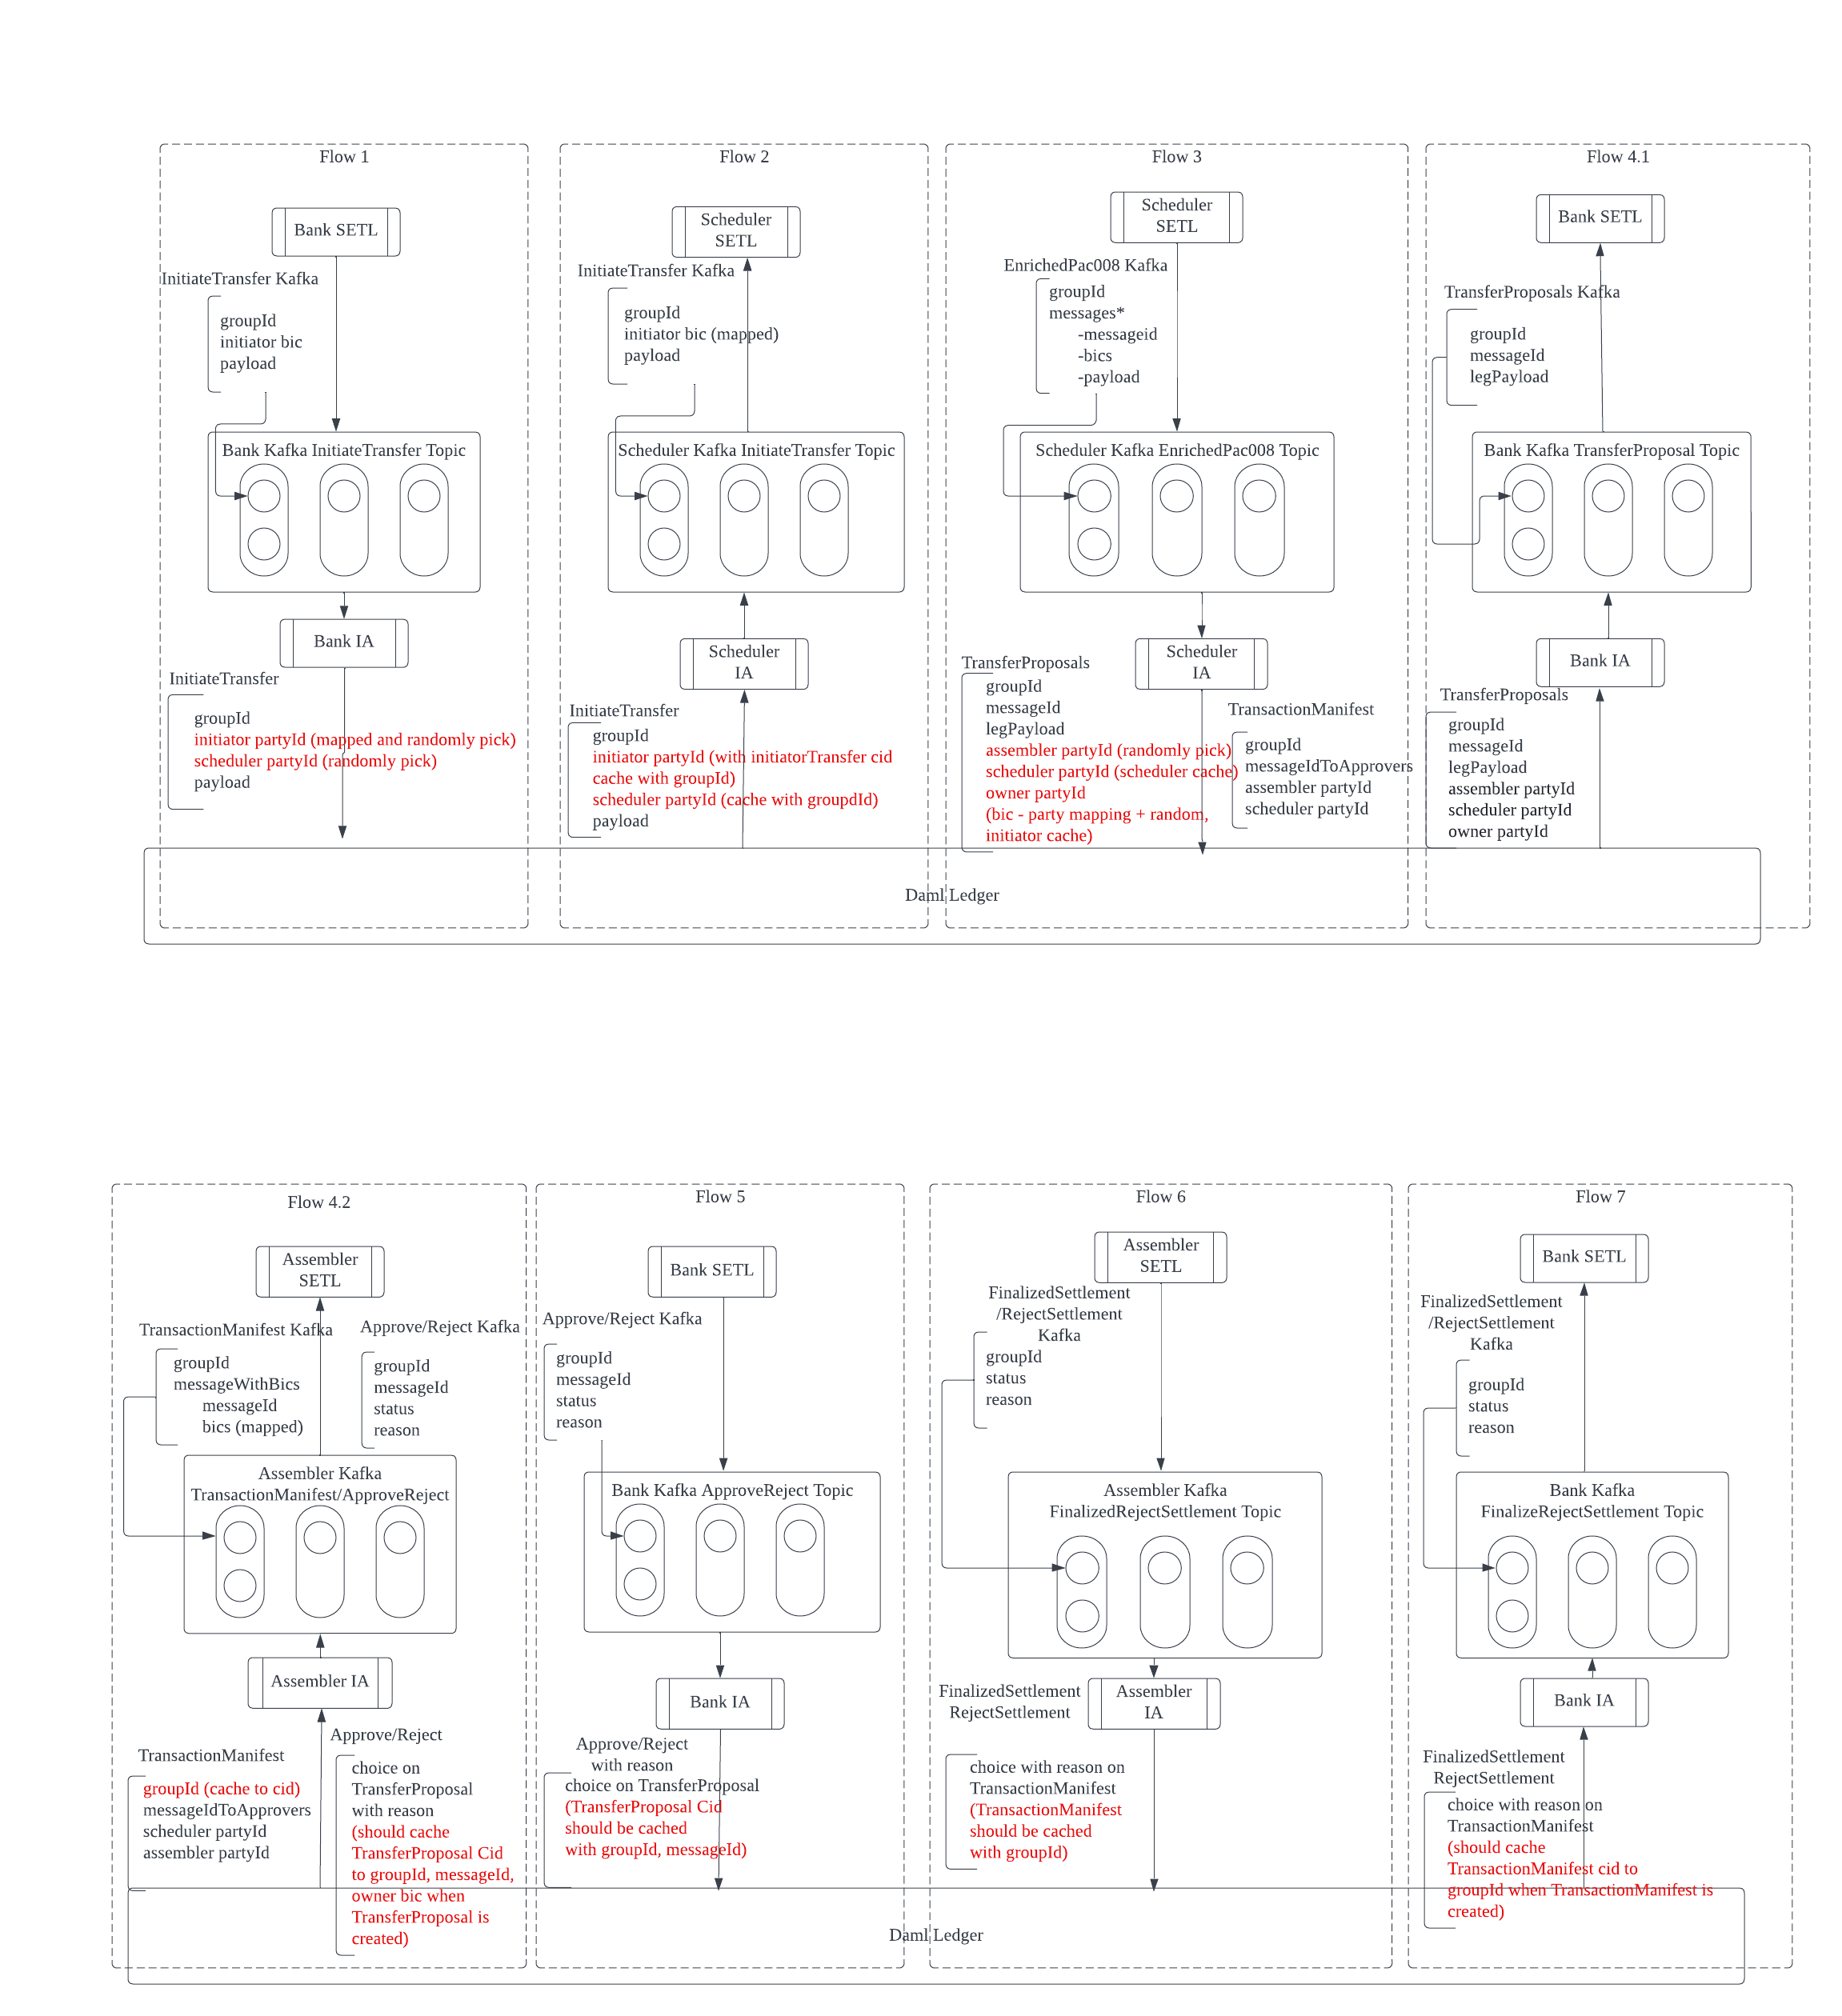 Flow 1
Bank SETL
InitiateTransfer Kafka
groupId
initiator bic
payload
Bank Kafka InitiateTransfer Topic
Bank IA
InitiateTransfer
groupId
initiator partyId (mapped and randomly pick)
scheduler partyId (randomly pick)
payload
Flow 2
Scheduler
SETL
InitiateTransfer Kafka
groupId
initiator bic (mapped)
payload
Scheduler Kafka InitiateTransfer Topic
Scheduler
IA
InitiateTransfer
groupId
initiator partyId (with initiatorTransfer cid
cache with groupId)
scheduler partyId (cache with groupdId)
payload
Flow 3
Scheduler
SETL
EnrichedPac008 Kafka
groupId
messages*
-messageid
-bics
-payload
Scheduler Kafka EnrichedPac008 Topic
Scheduler
IA
TransferProposals
groupId
messageId
legPayload
assembler partyId (randomly pick)
scheduler partyId (scheduler cache)
owner partyId
(bic - party mapping + random,
initiator cache)
TransactionManifest
groupId
messageIdToApprovers
assembler partyId
scheduler partyId
Flow 4.1
Bank SETL
TransferProposals Kafka
groupId
messageId
legPayload
Bank Kafka TransferProposal Topic
Bank IA
TransferProposals
groupId
messageId
legPayload
assembler partyId
scheduler partyId
owner partyId
Daml Ledger
Flow 4.2
Assembler
SETL
TransactionManifest Kafka
groupId
messageWithBics
messageId
bics (mapped)
Approve/Reject Kafka
groupId
messageId
status
reason
Assembler Kafka
TransactionManifest/ApproveReject
Assembler IA
TransactionManifest
groupId (cache to cid)
messageIdToApprovers
scheduler partyId
assembler partyId
Approve/Reject
choice on
TransferProposal
with reason
(should cache
TransferProposal Cid
to groupId, messageId,
owner bic when
TransferProposal is
created)
Flow 5
Bank SETL
Approve/Reject Kafka
groupId
messageId
status
reason
Bank Kafka ApproveReject Topic
Bank IA
Approve/Reject
with reason
choice on TransferProposal
(TransferProposal Cid
should be cached
with groupId, messageId)
Flow 6
Assembler
SETL
FinalizedSettlement
/RejectSettlement
Kafka
groupId
status
reason
Assembler Kafka
FinalizedRejectSettlement Topic
Assembler
IA
FinalizedSettlement
RejectSettlement
choice with reason on
TransactionManifest
(TransactionManifest
should be cached
with groupId)
Flow 7
Bank SETL
FinalizedSettlement
/RejectSettlement
Kafka
groupId
status
reason
Bank Kafka
FinalizeRejectSettlement Topic
Bank IA
FinalizedSettlement
RejectSettlement
choice with reason on
TransactionManifest
(should cache
TransactionManifest cid to
groupId when TransactionManifest is
created)
Daml Ledger